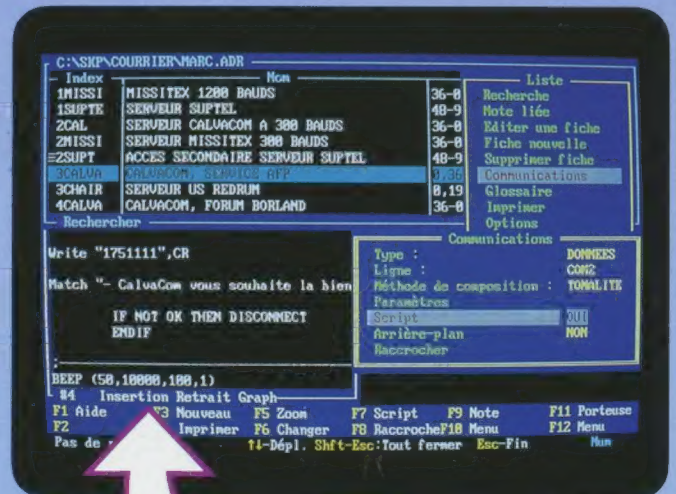 C:\SKP\COURRIER\MARC.ADR
Index Nom
1MISSI MISSITEX 1200 BAUDS 36-0
1SUPTE SERVEUR SUPTEL 48-9
2CAL SERVEUR CALVACOM A 300 BAUDS 36-0
2MISSI SERVEUR MISSITEX 300 BAUDS 36-0
=2SUPT ACCES SECONDAIRE SERVEUR SUPTEL 48-9
3CALVA CALVACOM, SERVICE AFP 0,36
3CHAIR SERVEUR US REDRUM 0,19
4CALVA CALVACOM, FORUM BORLAND 36-0
Rechercher
Liste
Recherche
Note liée
Editer une fiche
Fiche nouvelle
Supprimer fiche
Communications
Glossaire
Imprimer
Options
Write "1751111",CR
Match "- CalvaCom vous souhaite la bien
IF NOT OK THEN DISCONNECT
ENDIF
:
BEEP (50,10000,100,1)
#4 Insertion Retrait Graph
Communications
Type : DONNEES
Ligne : COM2
Méthode de composition : TONALITE
Paramètres
Script OUI
Arrière-plan NON
Raccrocher
F1 Aide F3 Nouveau F5 Zoom F7 Script F9 Note F11 Porteuse
F2 Imprimer F6 Changer F8 Raccroche F10 Menu F12 Menu
Pas de ↑↓-Dépl. Shft-Esc:Tout fermer Esc-Fin Num